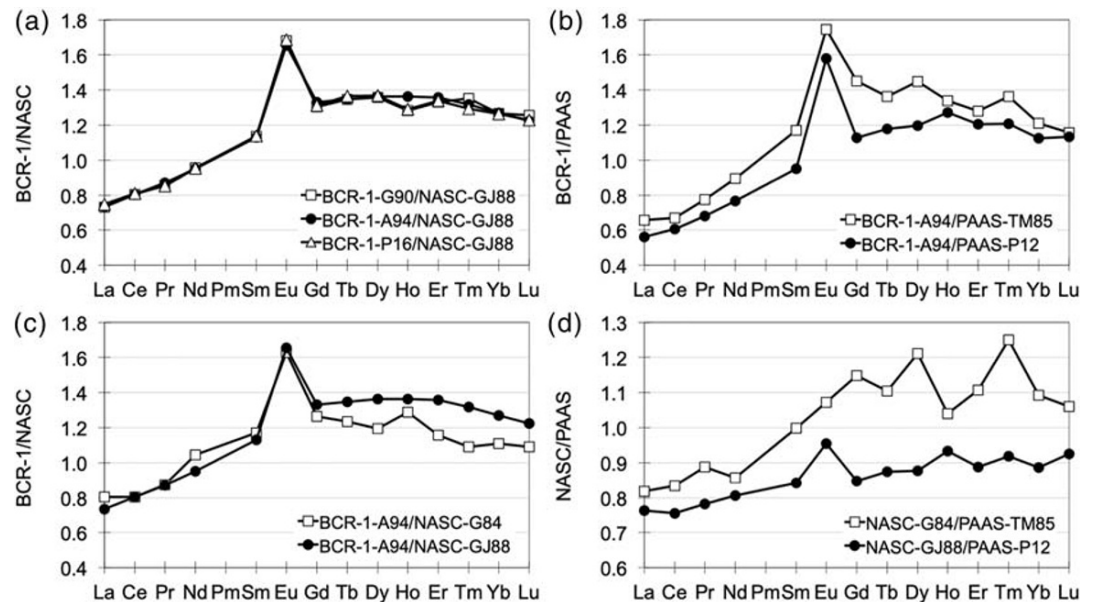 (a)
BCR-1/NASC
1.8
1.6
1.4
1.2
1.0
0.8
0.6
0.4
BCR-1-G90/NASC-GJ88
BCR-1-A94/NASC-GJ88
BCR-1-P16/NASC-GJ88
La Ce Pr Nd Pm Sm Eu Gd Tb Dy Ho Er Tm Yb Lu
(b)
BCR-1/PAAS
1.8
1.6
1.4
1.2
1.0
0.8
0.6
0.4
BCR-1-A94/PAAS-TM85
BCR-1-A94/PAAS-P12
La Ce Pr Nd Pm Sm Eu Gd Tb Dy Ho Er Tm Yb Lu
(c)
BCR-1/NASC
1.8
1.6
1.4
1.2
1.0
0.8
0.6
0.4
BCR-1-A94/NASC-G84
BCR-1-A94/NASC-GJ88
La Ce Pr Nd Pm Sm Eu Gd Tb Dy Ho Er Tm Yb Lu
(d)
NASC/PAAS
1.3
1.2
1.1
1.0
0.9
0.8
0.7
0.6
NASC-G84/PAAS-TM85
NASC-GJ88/PAAS-P12
La Ce Pr Nd Pm Sm Eu Gd Tb Dy Ho Er Tm Yb Lu